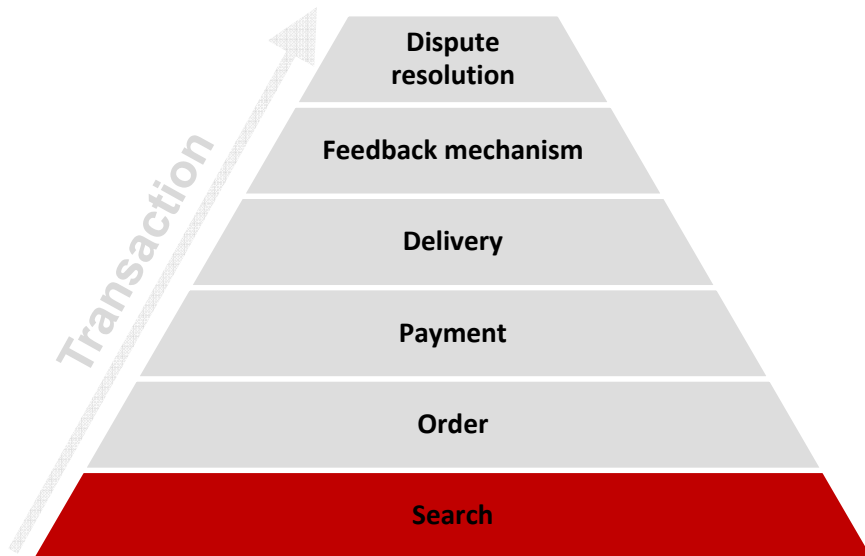 Dispute
resolution
Feedback mechanism
Delivery
Payment
Order
Search
Transaction